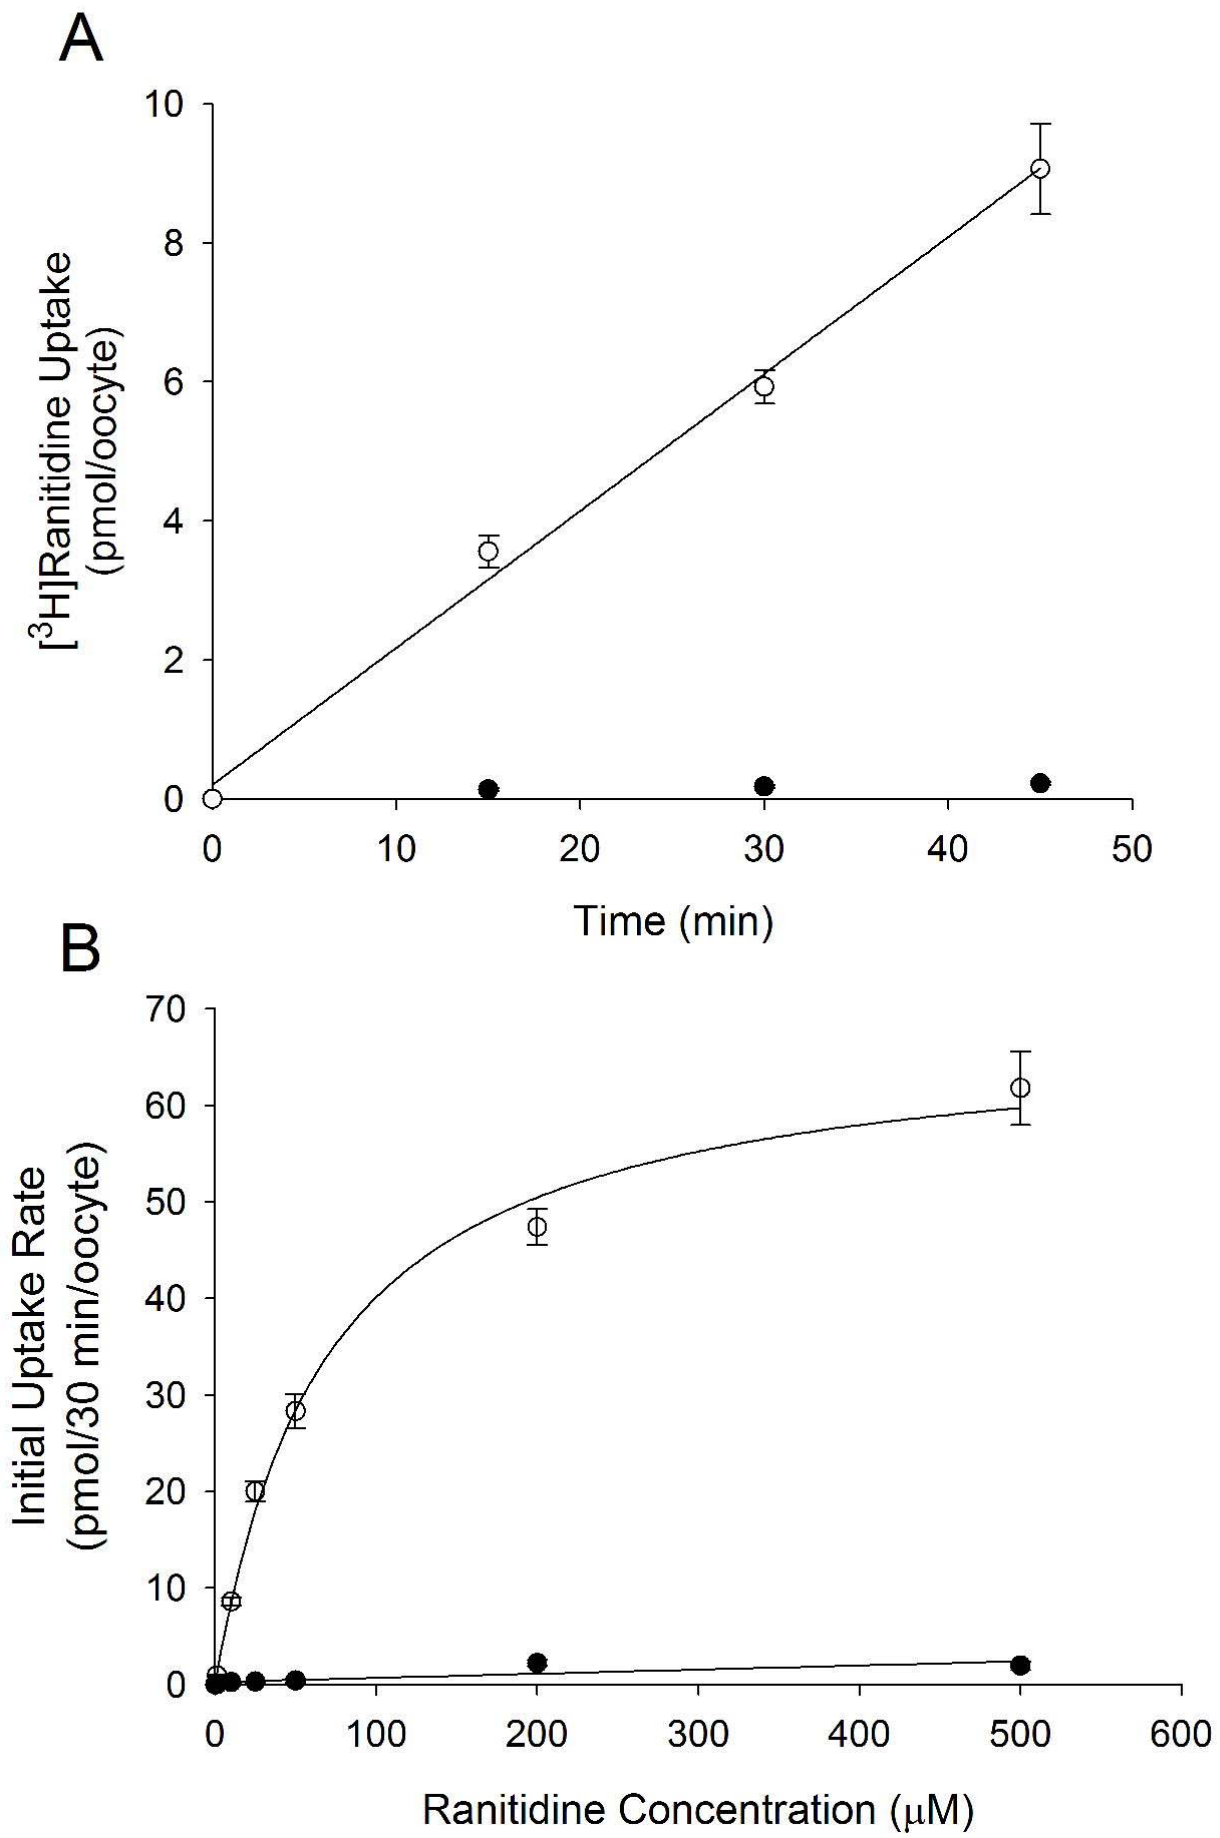 A
10
8
6
4
2
0
[³H]Ranitidine Uptake
(pmol/oocyte)
0 10 20 30 40 50
Time (min)
B
70
60
50
40
30
20
10
0
Initial Uptake Rate
(pmol/30 min/oocyte)
0 100 200 300 400 500 600
Ranitidine Concentration (μM)